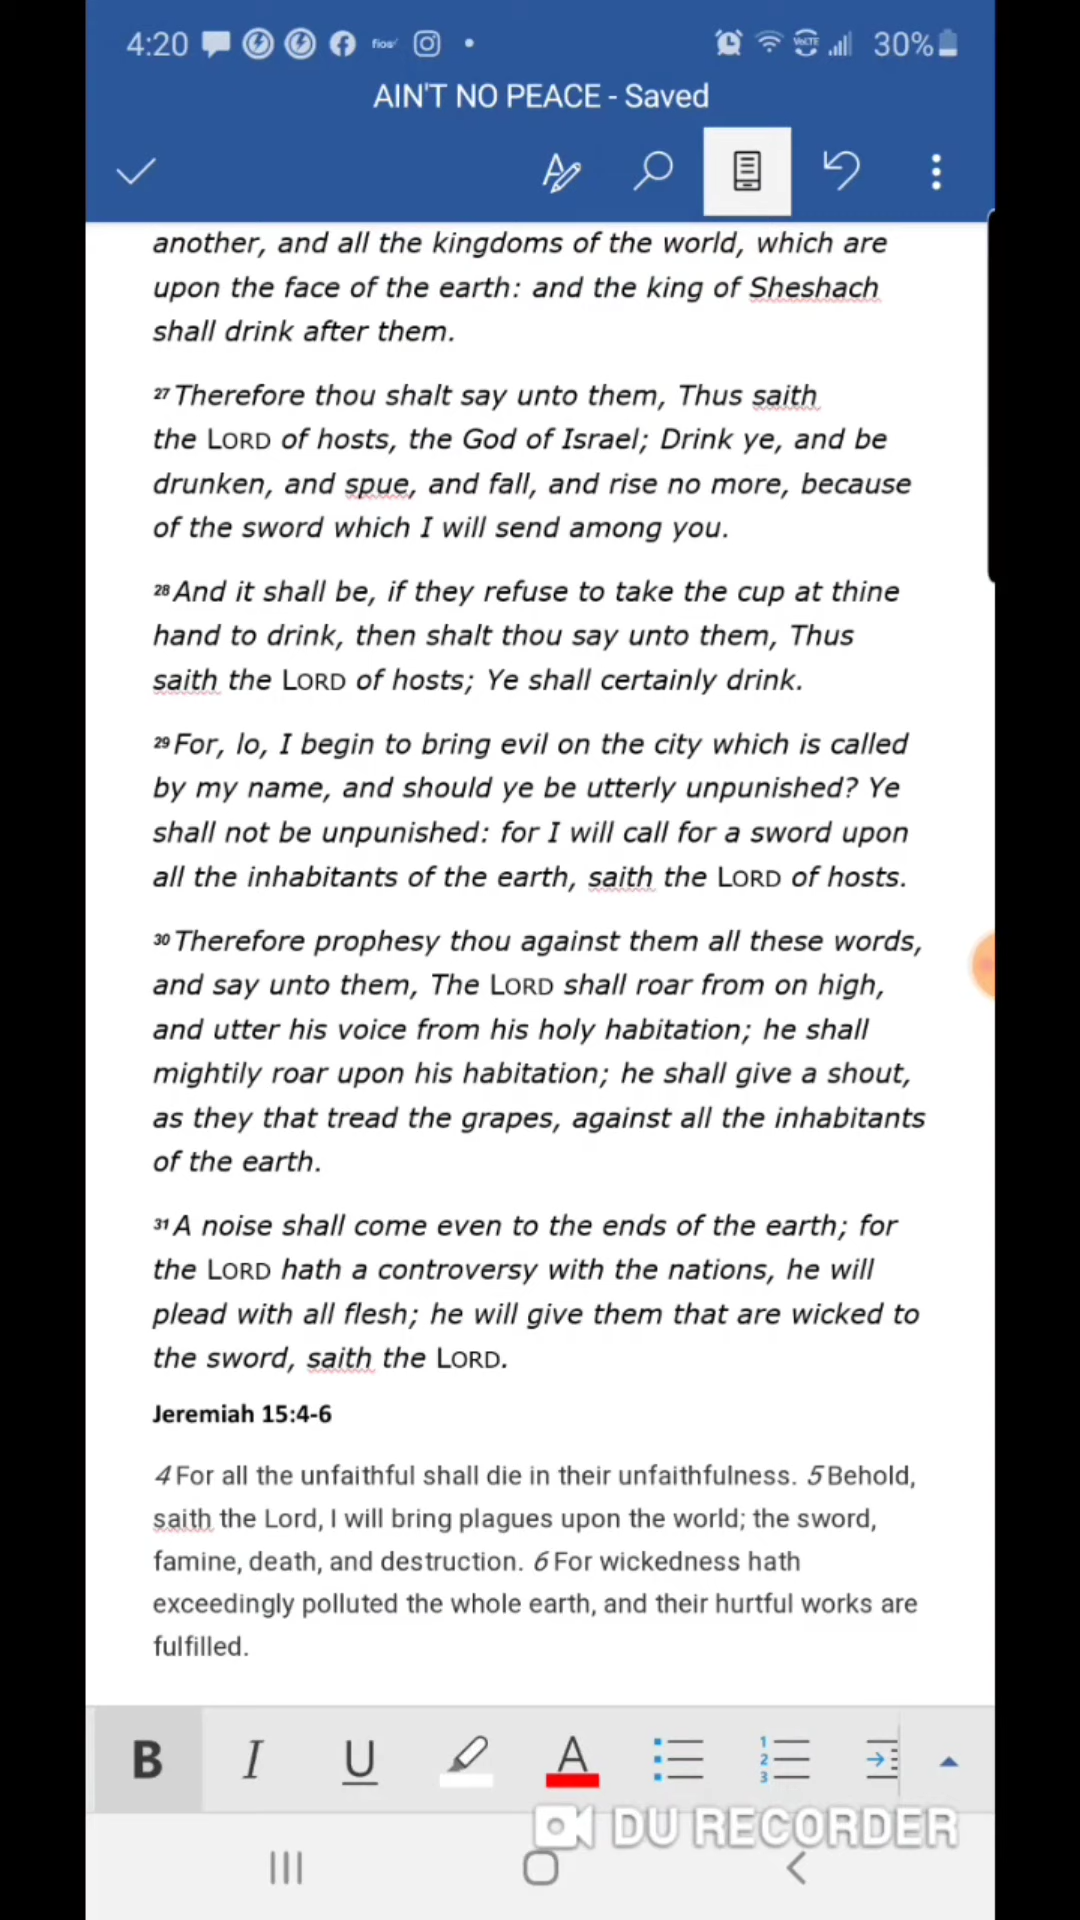 4:20 fios 30%
AIN'T NO PEACE - Saved
another, and all the kingdoms of the world, which are
upon the face of the earth: and the king of Sheshach
shall drink after them.
27 Therefore thou shalt say unto them, Thus saith
the LORD of hosts, the God of Israel; Drink ye, and be
drunken, and spue, and fall, and rise no more, because
of the sword which I will send among you.
28 And it shall be, if they refuse to take the cup at thine
hand to drink, then shalt thou say unto them, Thus
saith the LORD of hosts; Ye shall certainly drink.
29 For, lo, I begin to bring evil on the city which is called
by my name, and should ye be utterly unpunished? Ye
shall not be unpunished: for I will call for a sword upon
all the inhabitants of the earth, saith the LORD of hosts.
30 Therefore prophesy thou against them all these words,
and say unto them, The LORD shall roar from on high,
and utter his voice from his holy habitation; he shall
mightily roar upon his habitation; he shall give a shout,
as they that tread the grapes, against all the inhabitants
of the earth.
31 A noise shall come even to the ends of the earth; for
the LORD hath a controversy with the nations, he will
plead with all flesh; he will give them that are wicked to
the sword, saith the LORD.
Jeremiah 15:4-6
4 For all the unfaithful shall die in their unfaithfulness. 5 Behold,
saith the Lord, I will bring plagues upon the world; the sword,
famine, death, and destruction. 6 For wickedness hath
exceedingly polluted the whole earth, and their hurtful works are
fulfilled.
B I U A 1 2 3
DU RECORDER